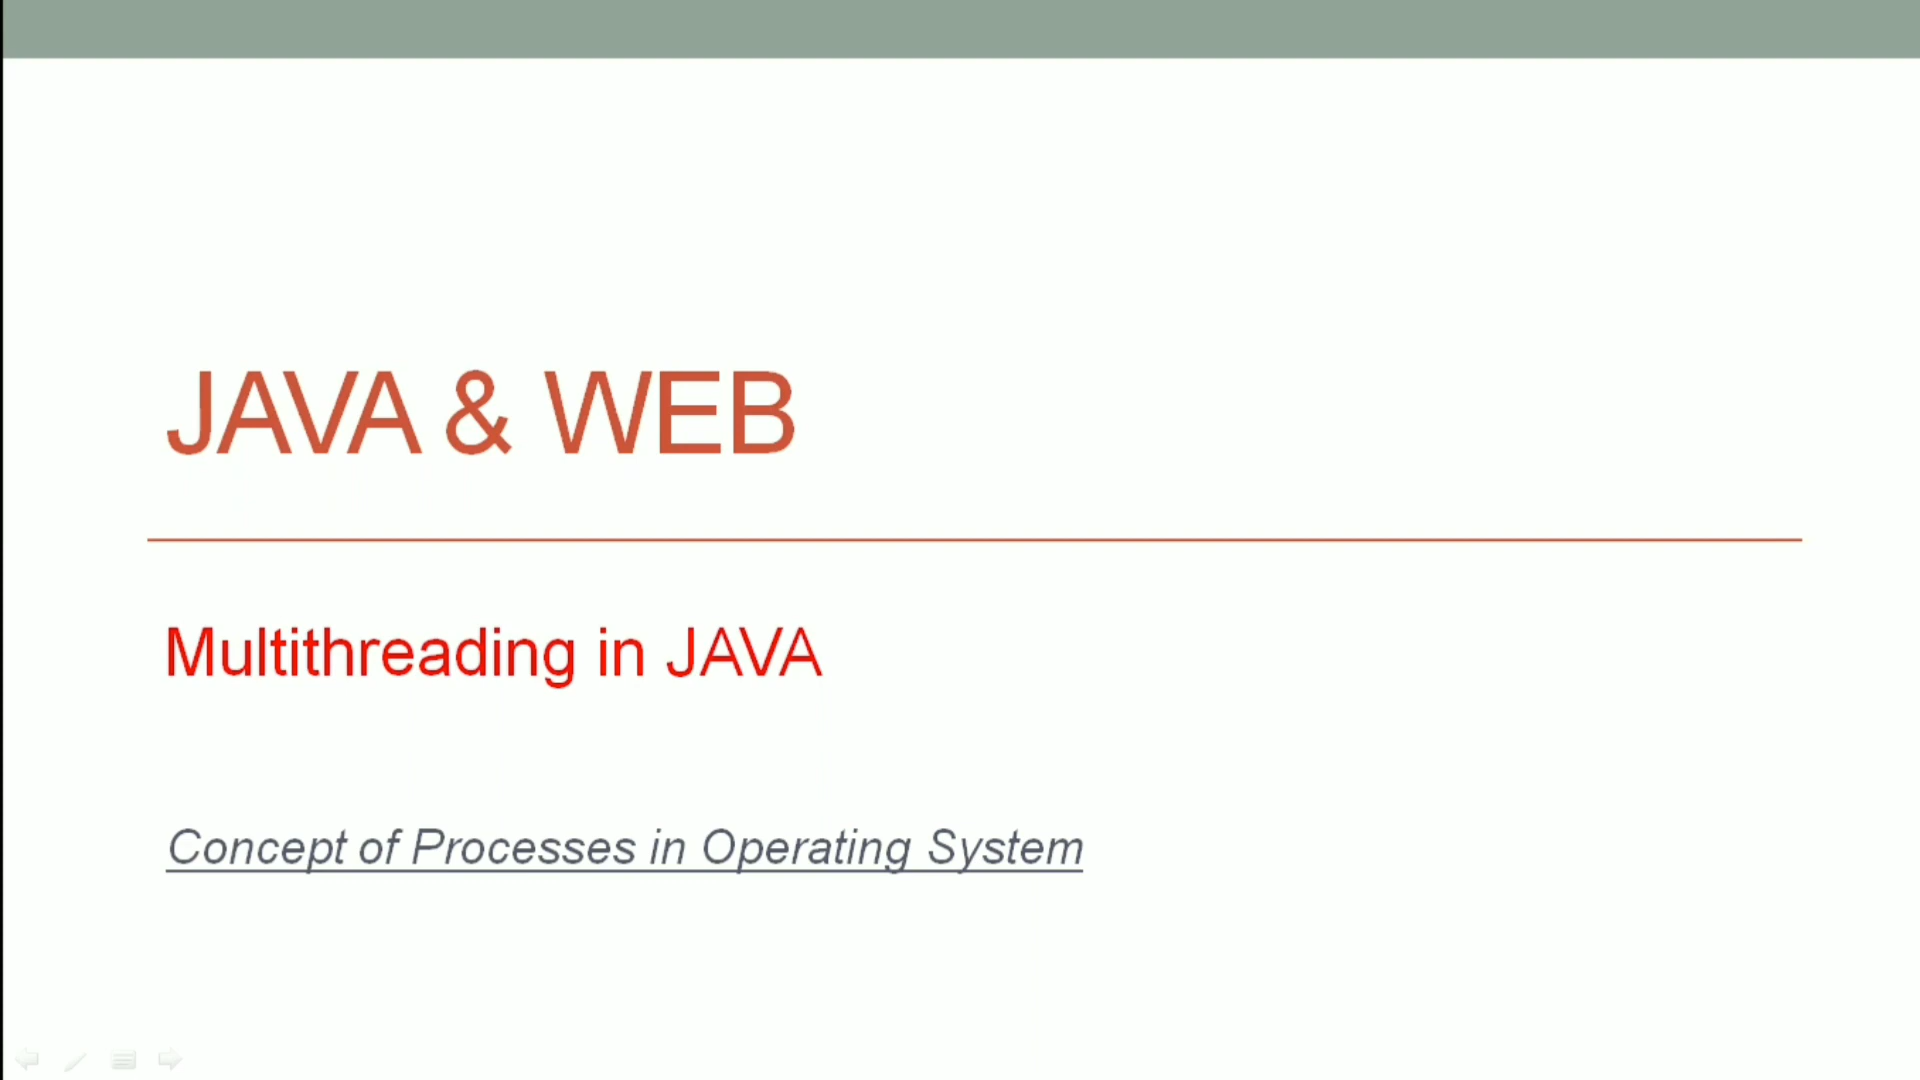 JAVA & WEB
Multithreading in JAVA
Concept of Processes in Operating System